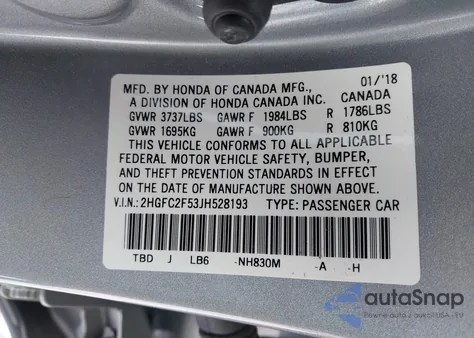 MFD. BY HONDA OF CANADA MFG., 01/'18
A DIVISION OF HONDA CANADA INC. CANADA
GVWR 3737LBS GAWR F 1984LBS R 1786LBS
GVWR 1695KG GAWR F 900KG R 810KG
THIS VEHICLE CONFORMS TO ALL APPLICABLE
FEDERAL MOTOR VEHICLE SAFETY, BUMPER,
AND THEFT PREVENTION STANDARDS IN EFFECT ON
THE DATE OF MANUFACTURE SHOWN ABOVE.
V.I.N.: 2HGFC2F53JH528193 TYPE: PASSENGER CAR
TBD J LB6 -NH830M -A -H
autaSnap